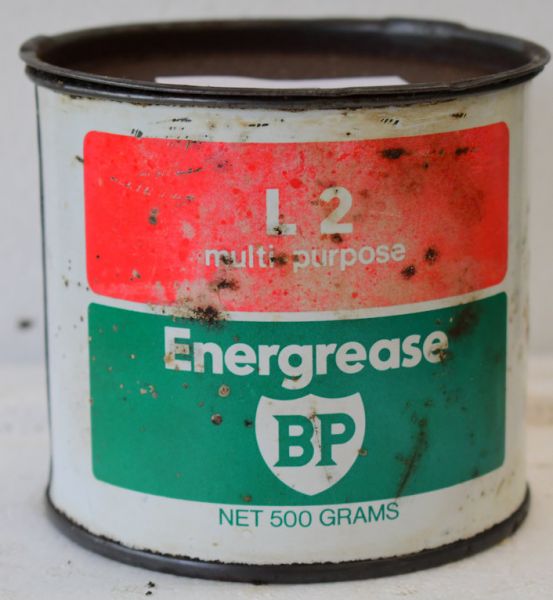 L 2
multi purpose
Energrease
BP
NET 500 GRAMS